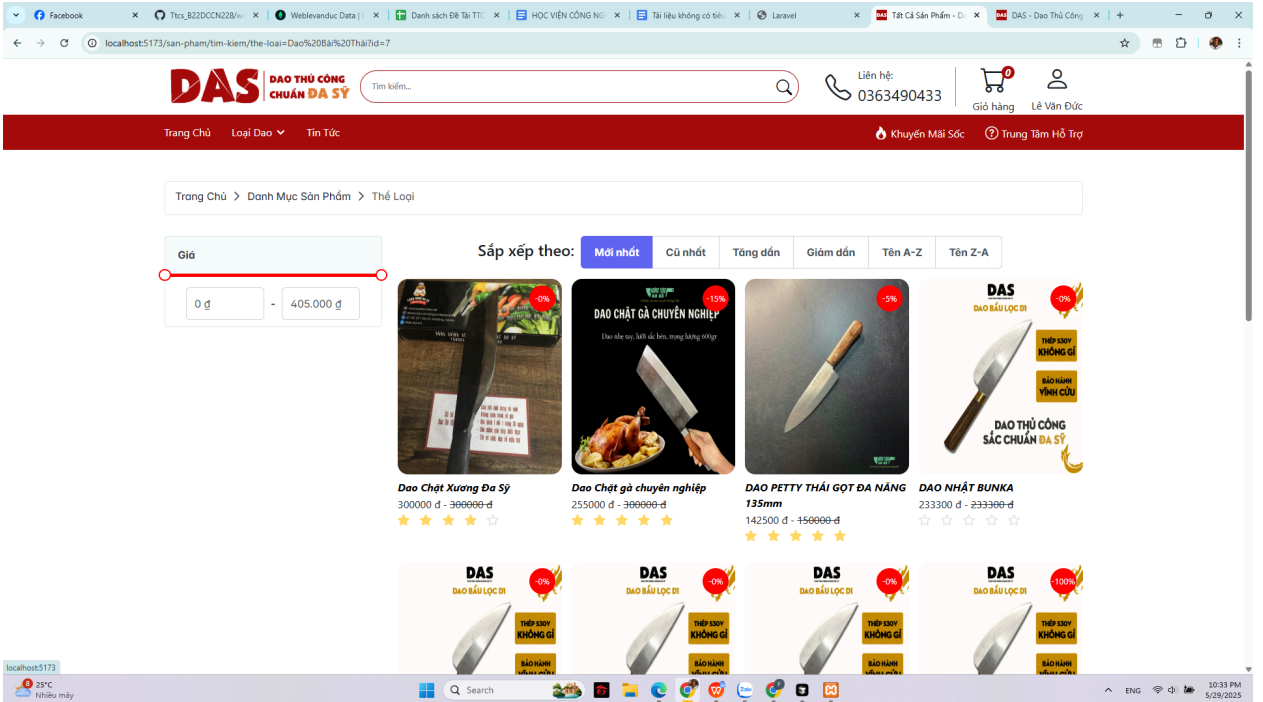 Facebook
Ttcs_B22DCCN228/w
Weblevanduc Data |
Danh sách Đề Tài TTC
HỌC VIỆN CÔNG NG
Tài liệu không có tiêu
Laravel
Tất Cả Sản Phẩm - D
DAS - Dao Thủ Công
localhost:5173/san-pham/tim-kiem/the-loai=Dao%20Bài%20Thái?id=7
DAS DAO THỦ CÔNG
CHUẨN ĐA SỸ
Tìm kiếm...
Liên hệ:
0363490433
0
Giỏ hàng
Lê Văn Đức
Trang Chủ Loại Dao Tin Tức Khuyến Mãi Sốc Trung Tâm Hỗ Trợ
Trang Chủ > Danh Mục Sản Phẩm > Thể Loại
Giá
0 ₫ - 405.000 ₫
Sắp xếp theo: Mới nhất Cũ nhất Tăng dần Giảm dần Tên A-Z Tên Z-A
-0%
-15%
DAO CHẶT GÀ CHUYÊN NGHIỆP
Dao nhẹ tay, lưỡi sắc bén, trọng lượng 600gr
-5%
DAS
-0%
DAO BẦU LỌC DI
THÉP S30V
KHÔNG GỈ
BẢO HÀNH
VĨNH CỬU
DAO THỦ CÔNG
SẮC CHUẨN ĐA SỸ
Dao Chặt Xương Đa Sỹ
300000 đ - 300000 đ
Dao Chặt gà chuyên nghiệp
255000 đ - 300000 đ
DAO PETTY THÁI GỌT ĐA NĂNG
135mm
142500 đ - 150000 đ
DAO NHẬT BUNKA
233300 đ - 233300 đ
DAS
-0%
DAO BẦU LỌC DI
THÉP S30V
KHÔNG GỈ
BẢO HÀNH
VĨNH CỬU
DAS
-0%
DAO BẦU LỌC DI
THÉP S30V
KHÔNG GỈ
BẢO HÀNH
VĨNH CỬU
DAS
-0%
DAO BẦU LỌC DI
THÉP S30V
KHÔNG GỈ
BẢO HÀNH
VĨNH CỬU
DAS
-100%
DAO BẦU LỌC DI
THÉP S30V
KHÔNG GỈ
BẢO HÀNH
VĨNH CỬU
localhost:5173
8
25°C
Nhiều mây
Search
Zalo
ENG
10:33 PM
5/29/2025